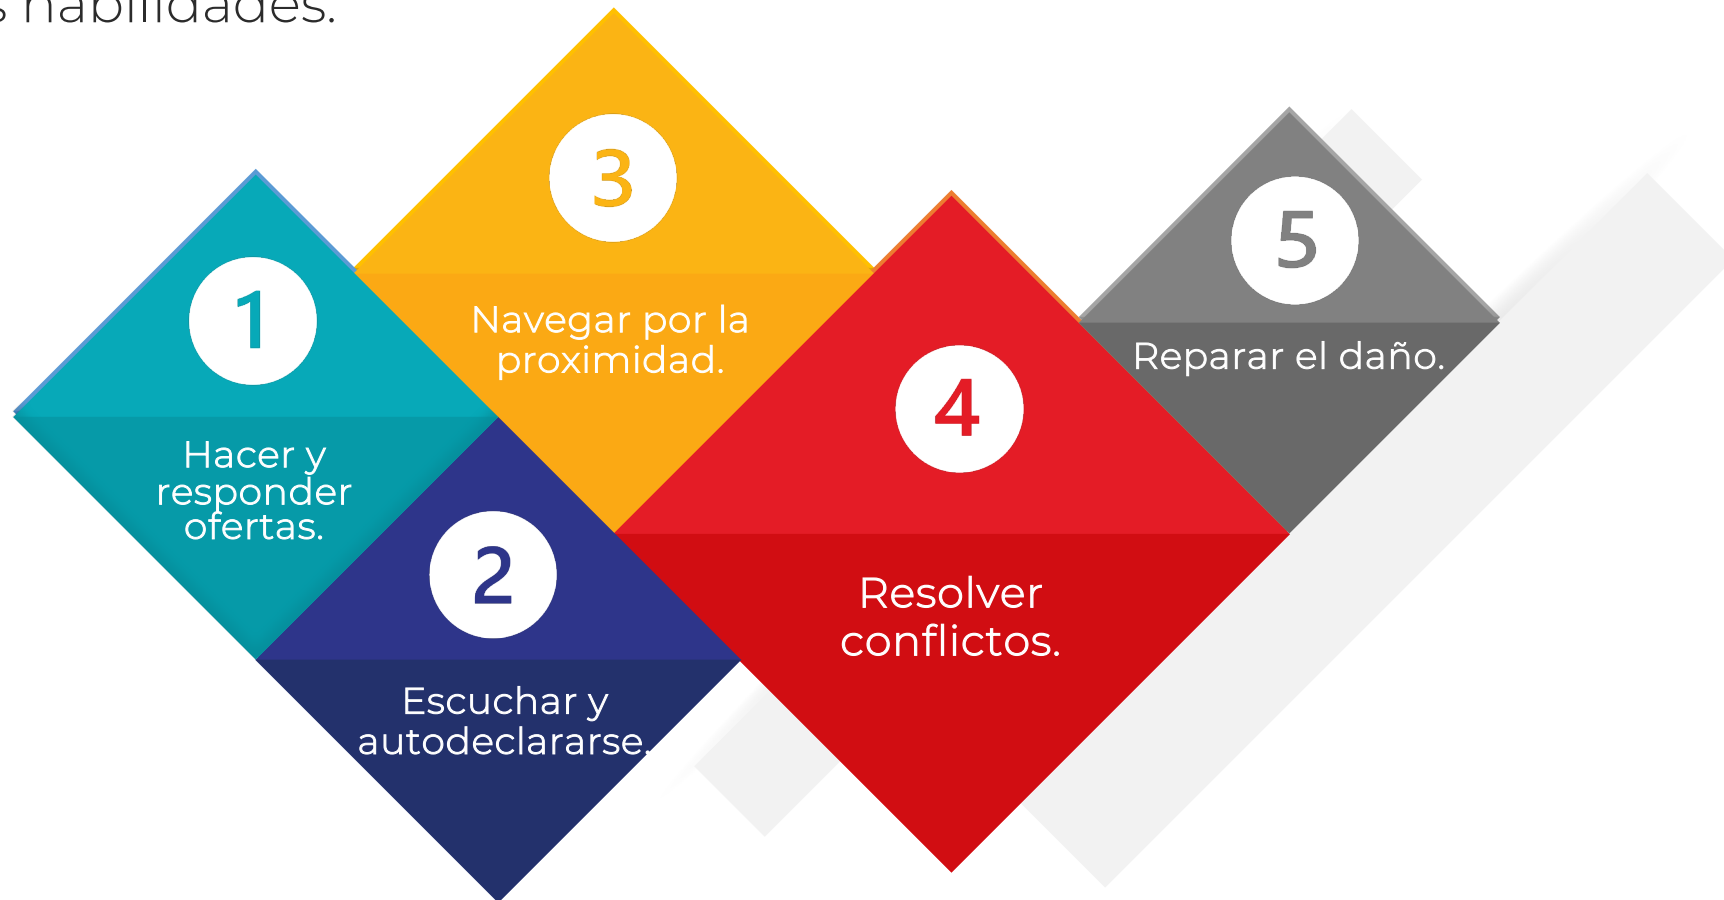 s habilidades.
1
Hacer y
responder
ofertas.
2
Escuchar y
autodeclararse.
3
Navegar por la
proximidad.
4
Resolver
conflictos.
5
Reparar el daño.